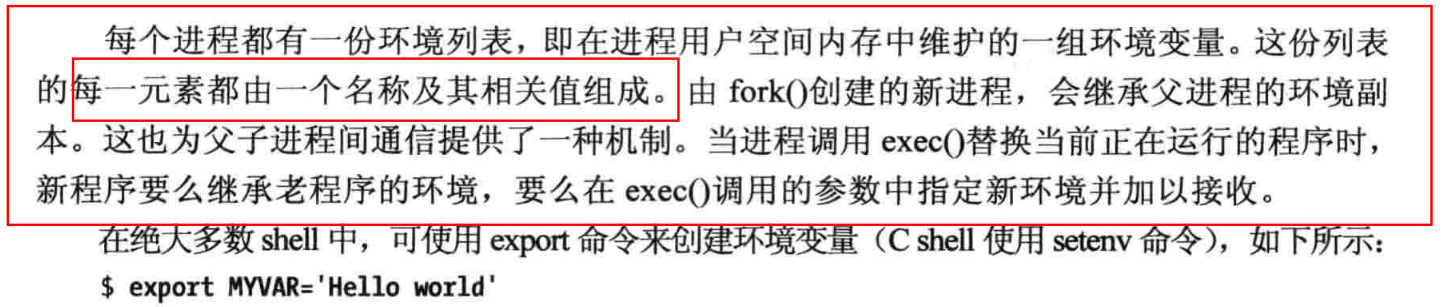 每个进程都有一份环境列表，即在进程用户空间内存中维护的一组环境变量。这份列表
的每一元素都由一个名称及其相关值组成。由 fork()创建的新进程，会继承父进程的环境副
本。这也为父子进程间通信提供了一种机制。当进程调用 exec()替换当前正在运行的程序时，
新程序要么继承老程序的环境，要么在 exec()调用的参数中指定新环境并加以接收。
在绝大多数 shell 中，可使用 export 命令来创建环境变量（C shell 使用 setenv 命令），如下所示：
$ export MYVAR='Hello world'